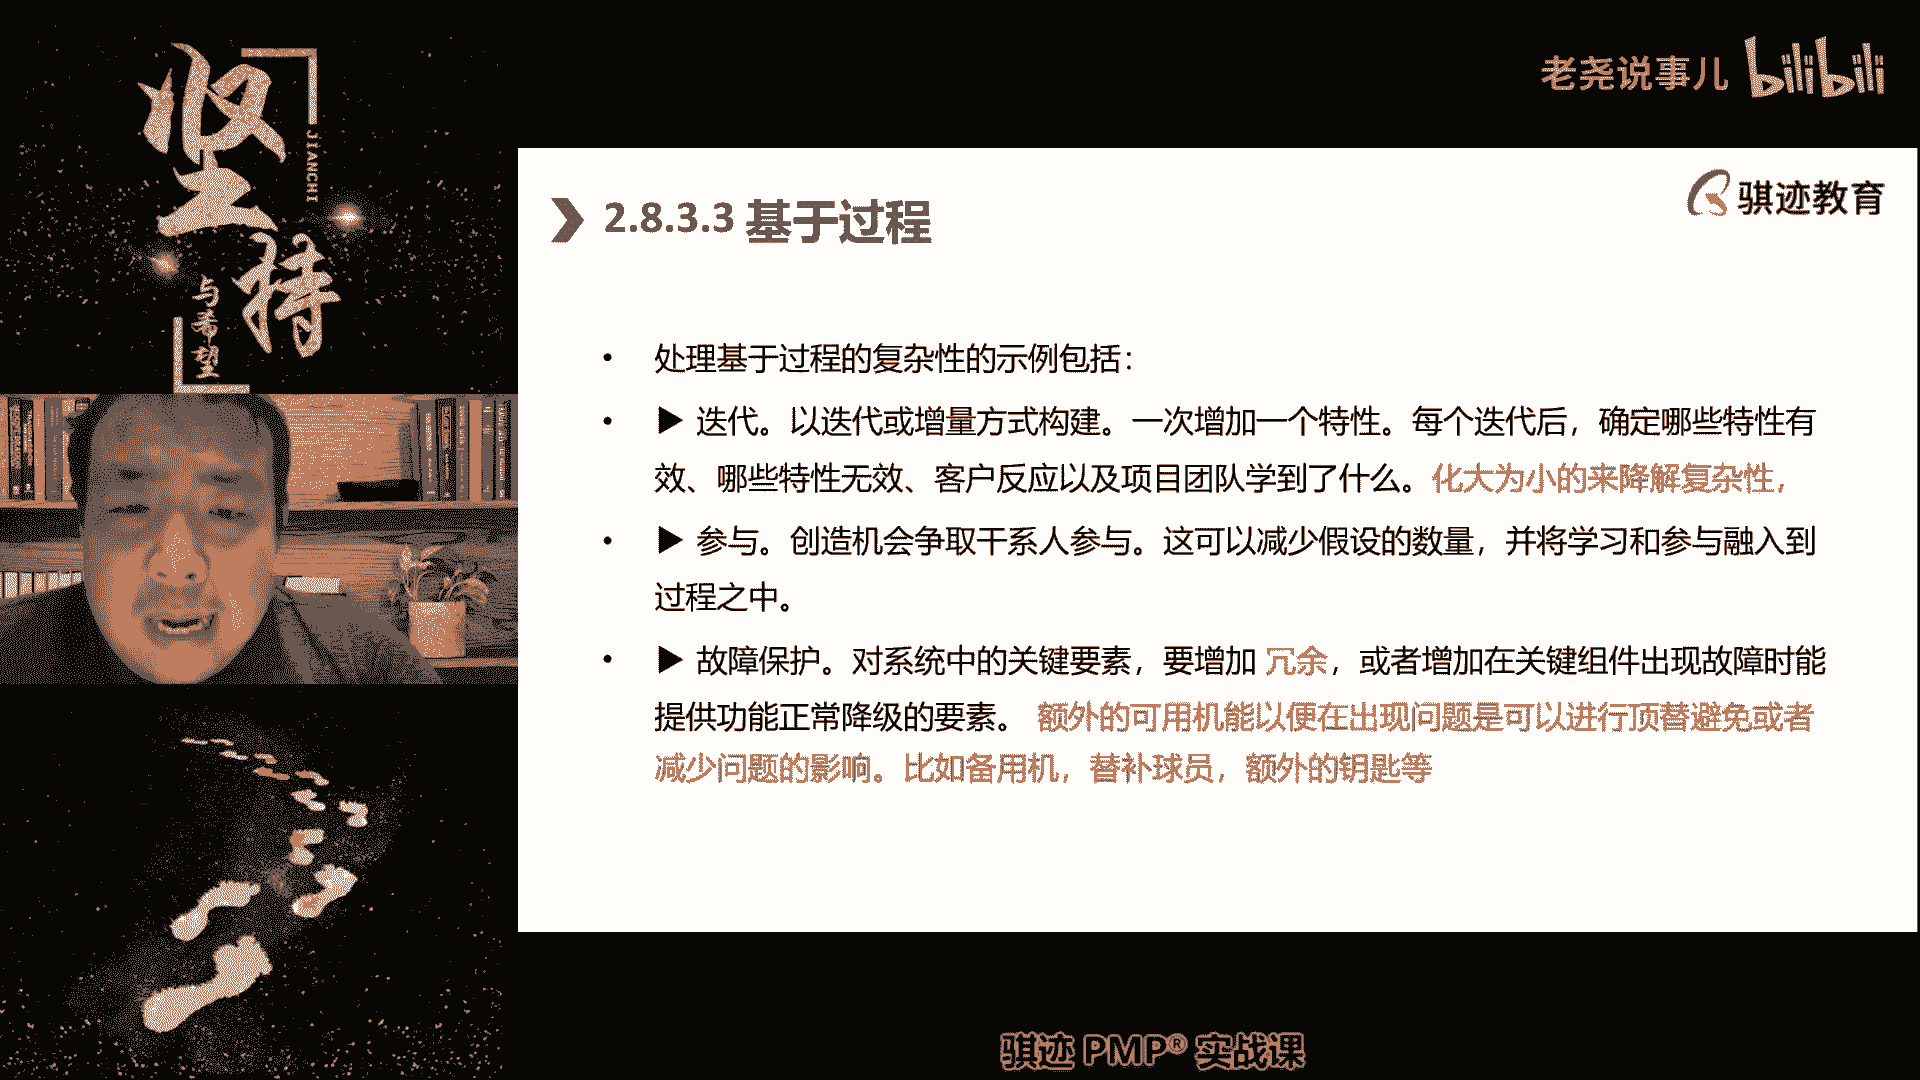 坚持
JIANCHI
与希望
老尧说事儿 bilibili
骐迹教育
2.8.3.3 基于过程
• 处理基于过程的复杂性的示例包括：
• ▶ 迭代。以迭代或增量方式构建。一次增加一个特性。每个迭代后，确定哪些特性有
效、哪些特性无效、客户反应以及项目团队学到了什么。化大为小的来降解复杂性，
• ▶ 参与。创造机会争取干系人参与。这可以减少假设的数量，并将学习和参与融入到
过程之中。
• ▶ 故障保护。对系统中的关键要素，要增加 冗余，或者增加在关键组件出现故障时能
提供功能正常降级的要素。 额外的可用机能以便在出现问题是可以进行顶替避免或者
减少问题的影响。比如备用机，替补球员，额外的钥匙等
骐迹 PMP® 实战课